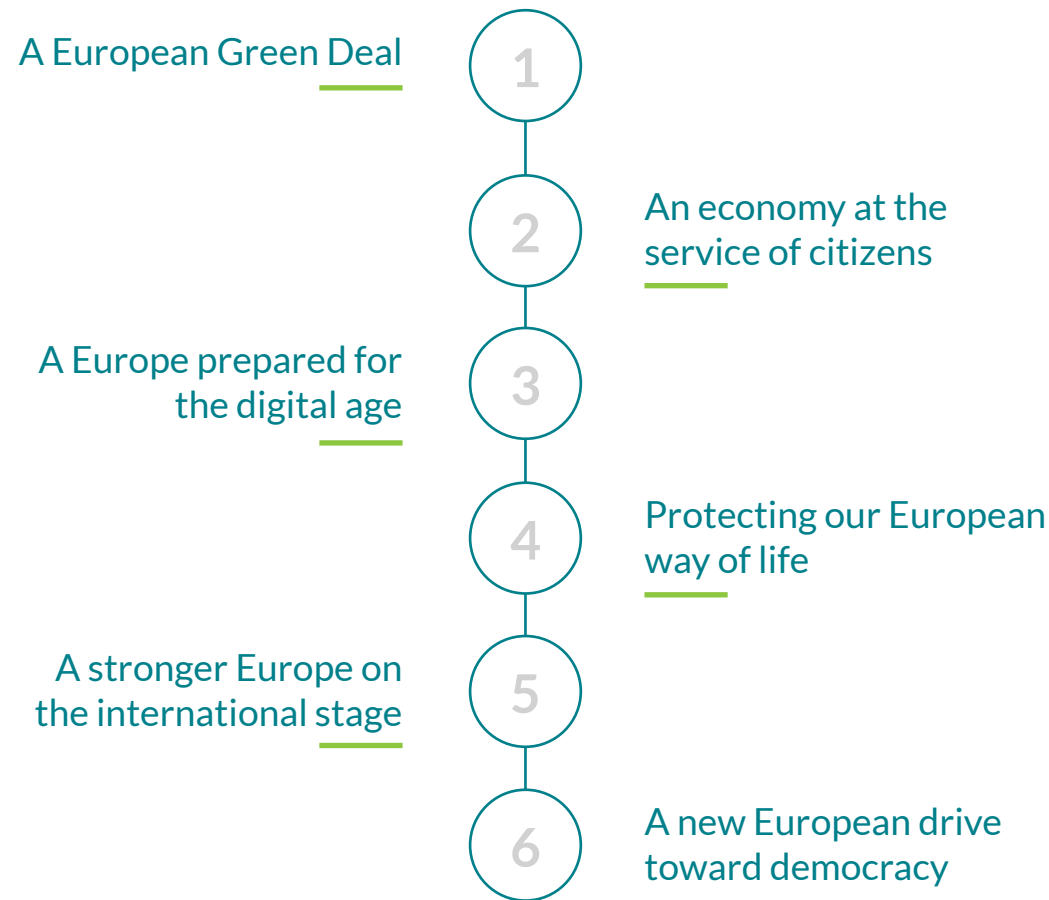 A European Green Deal
1
2
An economy at the
service of citizens
A Europe prepared for
the digital age
3
4
Protecting our European
way of life
A stronger Europe on
the international stage
5
6
A new European drive
toward democracy